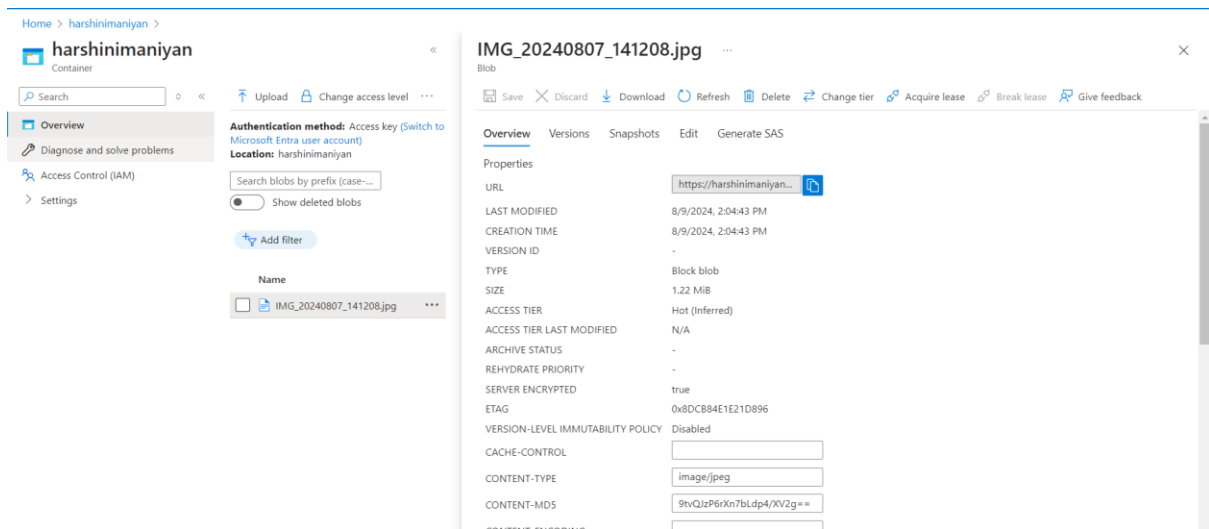 Home > harshinimaniyan >
harshinimaniyan
Container
Search
Overview
Diagnose and solve problems
Access Control (IAM)
Settings
Upload Change access level ...
Authentication method: Access key (Switch to
Microsoft Entra user account)
Location: harshinimaniyan
Search blobs by prefix (case-...
Show deleted blobs
Add filter
Name
IMG_20240807_141208.jpg ...
IMG_20240807_141208.jpg ...
Blob
Save Discard Download Refresh Delete Change tier Acquire lease Break lease Give feedback
Overview Versions Snapshots Edit Generate SAS
Properties
URL https://harshinimaniyan...
LAST MODIFIED 8/9/2024, 2:04:43 PM
CREATION TIME 8/9/2024, 2:04:43 PM
VERSION ID -
TYPE Block blob
SIZE 1.22 MiB
ACCESS TIER Hot (Inferred)
ACCESS TIER LAST MODIFIED N/A
ARCHIVE STATUS -
REHYDRATE PRIORITY -
SERVER ENCRYPTED true
ETAG 0x8DCB84E1E21D896
VERSION-LEVEL IMMUTABILITY POLICY Disabled
CACHE-CONTROL
CONTENT-TYPE image/jpeg
CONTENT-MD5 9tvQJzP6rXn7bLdp4/XV2g==
CONTENT-ENCODING